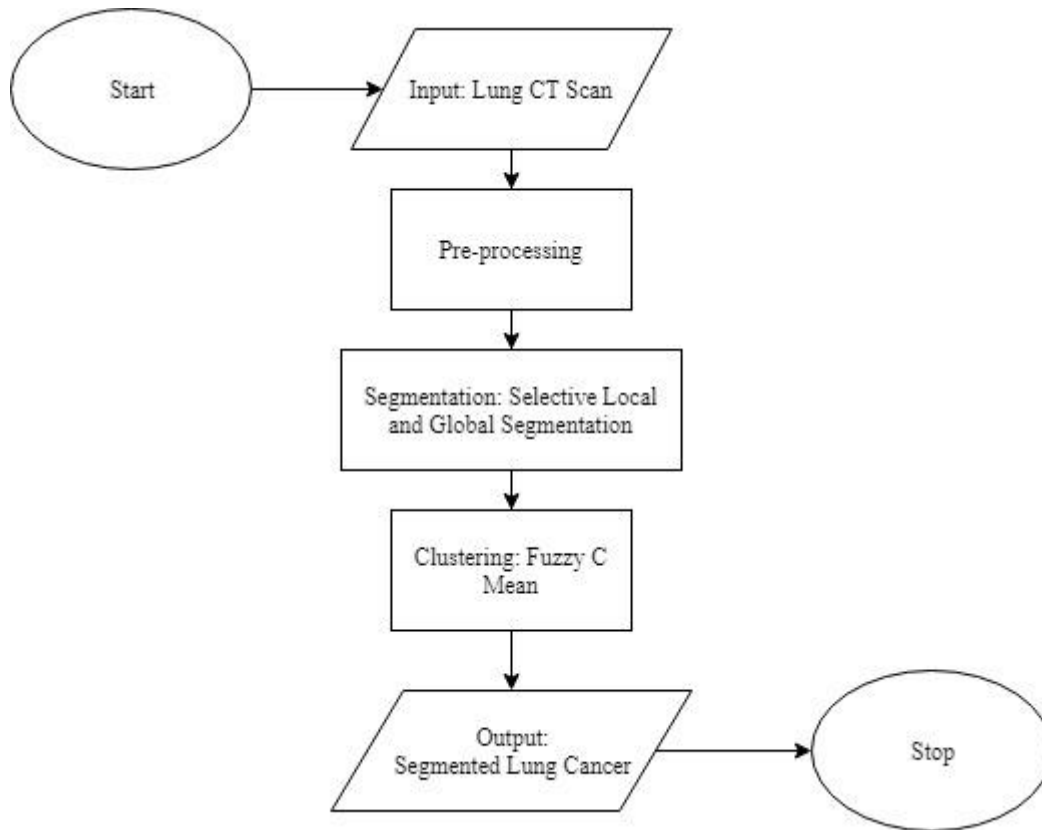 Start
Input: Lung CT Scan
Pre-processing
Segmentation: Selective Local
and Global Segmentation
Clustering: Fuzzy C
Mean
Output:
Segmented Lung Cancer
Stop